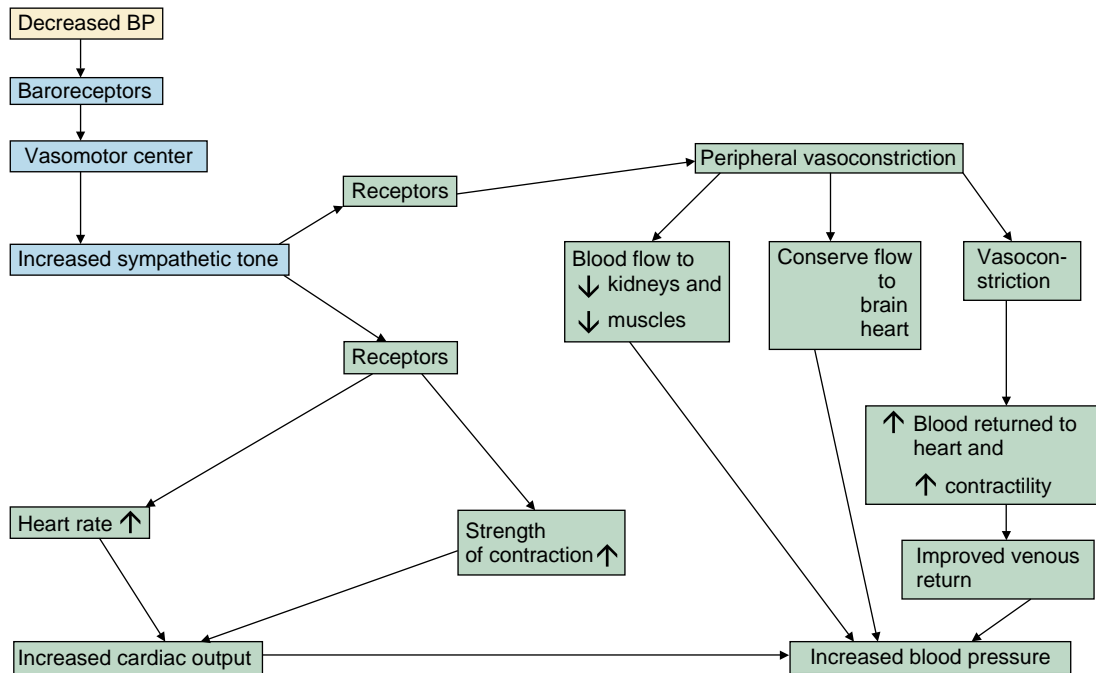 Decreased BP
Baroreceptors
Vasomotor center
Increased sympathetic tone
Receptors
Peripheral vasoconstriction
Blood flow to
↓ kidneys and
↓ muscles
Conserve flow
to
brain
heart
Vasocon-
striction
Receptors
↑ Blood returned to
heart and
↑ contractility
Heart rate ↑
Strength
of contraction ↑
Improved venous
return
Increased cardiac output
Increased blood pressure